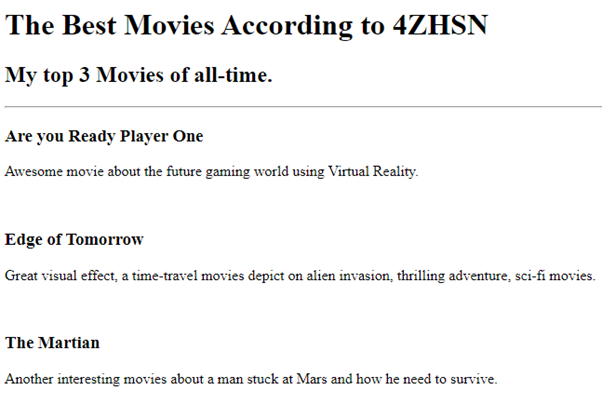 The Best Movies According to 4ZHSN
My top 3 Movies of all-time.
Are you Ready Player One
Awesome movie about the future gaming world using Virtual Reality.
Edge of Tomorrow
Great visual effect, a time-travel movies depict on alien invasion, thrilling adventure, sci-fi movies.
The Martian
Another interesting movies about a man stuck at Mars and how he need to survive.